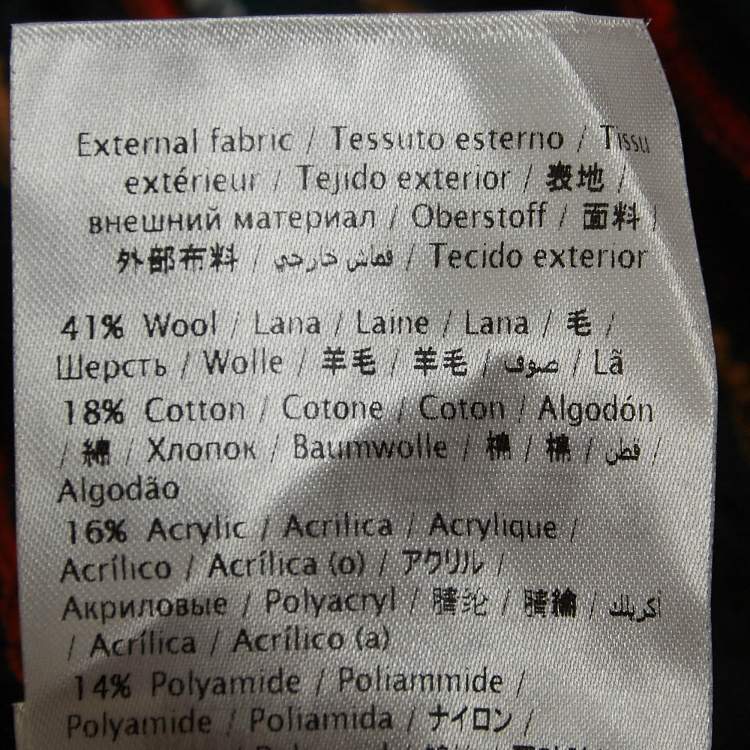 External fabric / Tessuto esterno / Tissu
extérieur / Tejido exterior / 表地 /
внешний материал / Oberstoff / 面料 /
外部布料 / قماش خارجي / Tecido exterior
41% Wool / Lana / Laine / Lana / 毛 /
Шерсть / Wolle / 羊毛 / 羊毛 / صوف / Lã
18% Cotton / Cotone / Coton / Algodón
/ 綿 / Хлопок / Baumwolle / 棉 / 棉 / قطن /
Algodão
16% Acrylic / Acrilica / Acrylique /
Acrílico / Acrílica (o) / アクリル /
Акриловые / Polyacryl / 腈纶 / 腈綸 / أكريلك
/ Acrílica / Acrílico (a)
14% Polyamide / Poliammide /
Polyamide / Poliamida / ナイロン /